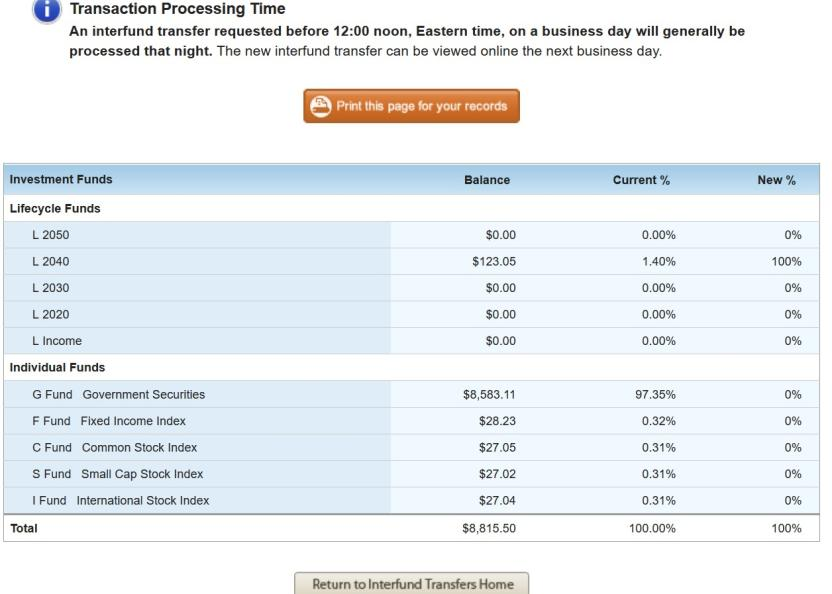 Transaction Processing Time
An interfund transfer requested before 12:00 noon, Eastern time, on a business day will generally be
processed that night. The new interfund transfer can be viewed online the next business day.
Print this page for your records
Investment Funds Balance Current % New %
Lifecycle Funds
L 2050 $0.00 0.00% 0%
L 2040 $123.05 1.40% 100%
L 2030 $0.00 0.00% 0%
L 2020 $0.00 0.00% 0%
L Income $0.00 0.00% 0%
Individual Funds
G Fund Government Securities $8,583.11 97.35% 0%
F Fund Fixed Income Index $28.23 0.32% 0%
C Fund Common Stock Index $27.05 0.31% 0%
S Fund Small Cap Stock Index $27.02 0.31% 0%
I Fund International Stock Index $27.04 0.31% 0%
Total $8,815.50 100.00% 100%
Return to Interfund Transfers Home